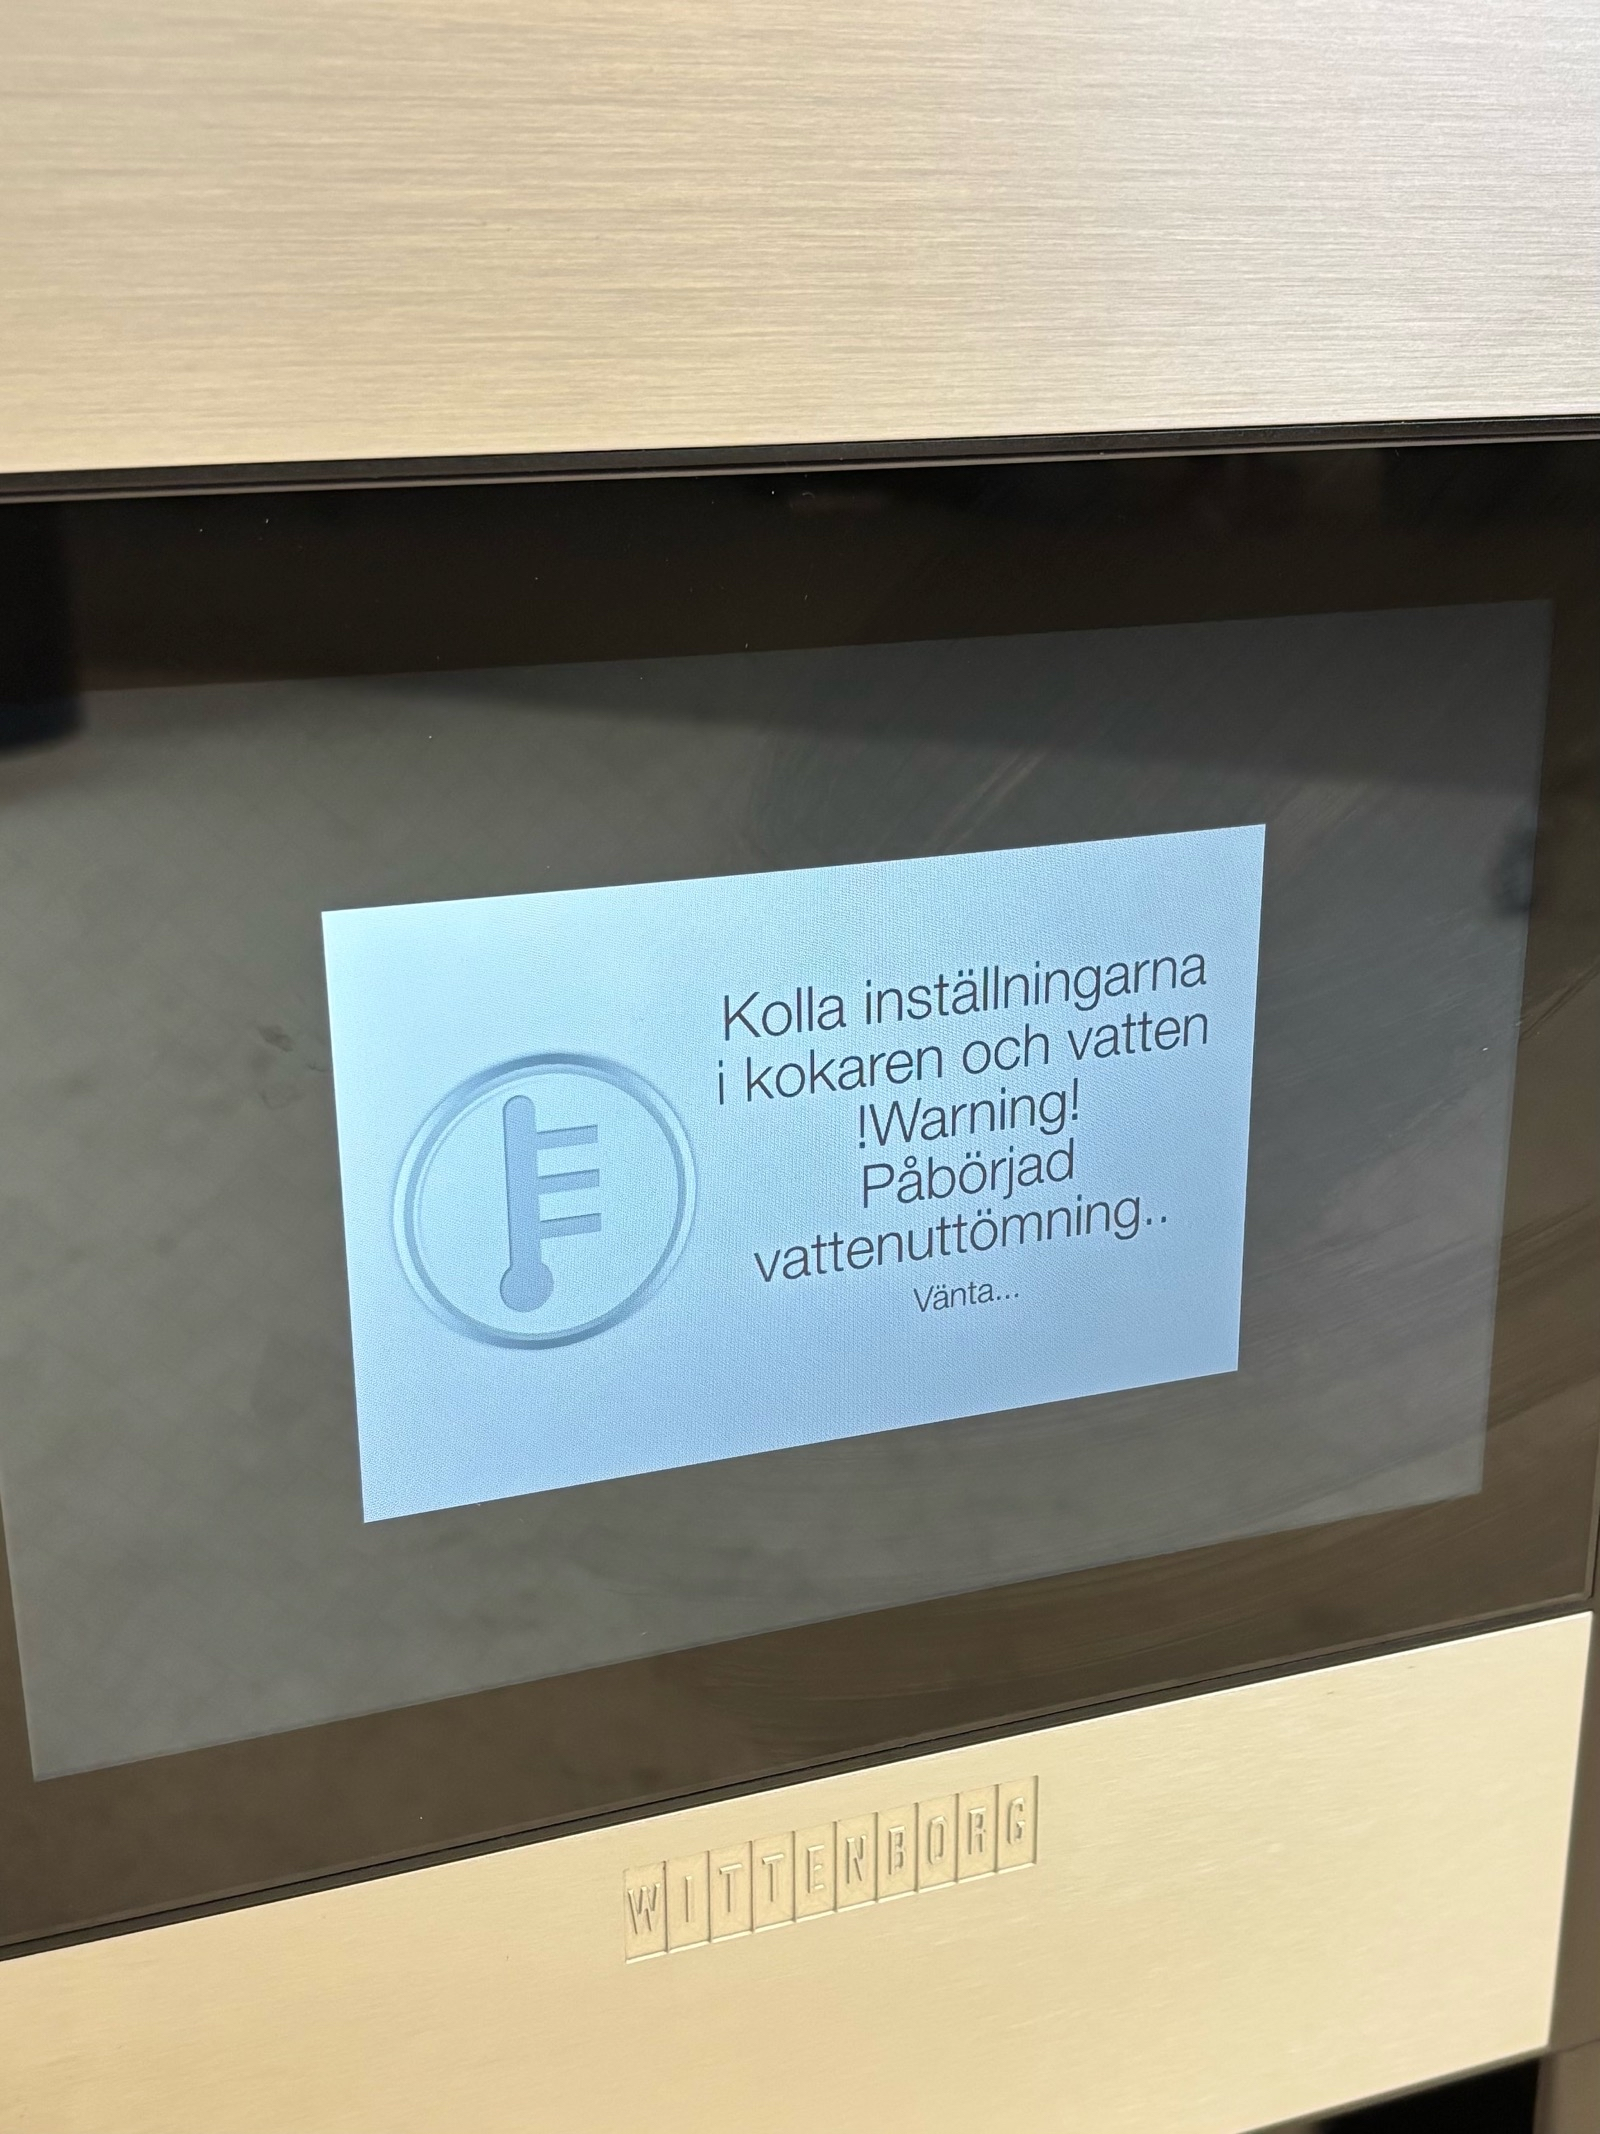 Kolla inställningarna
i kokaren och vatten
!Warning!
Påbörjad
vattenuttömning..
Vänta...
WITTENBORG